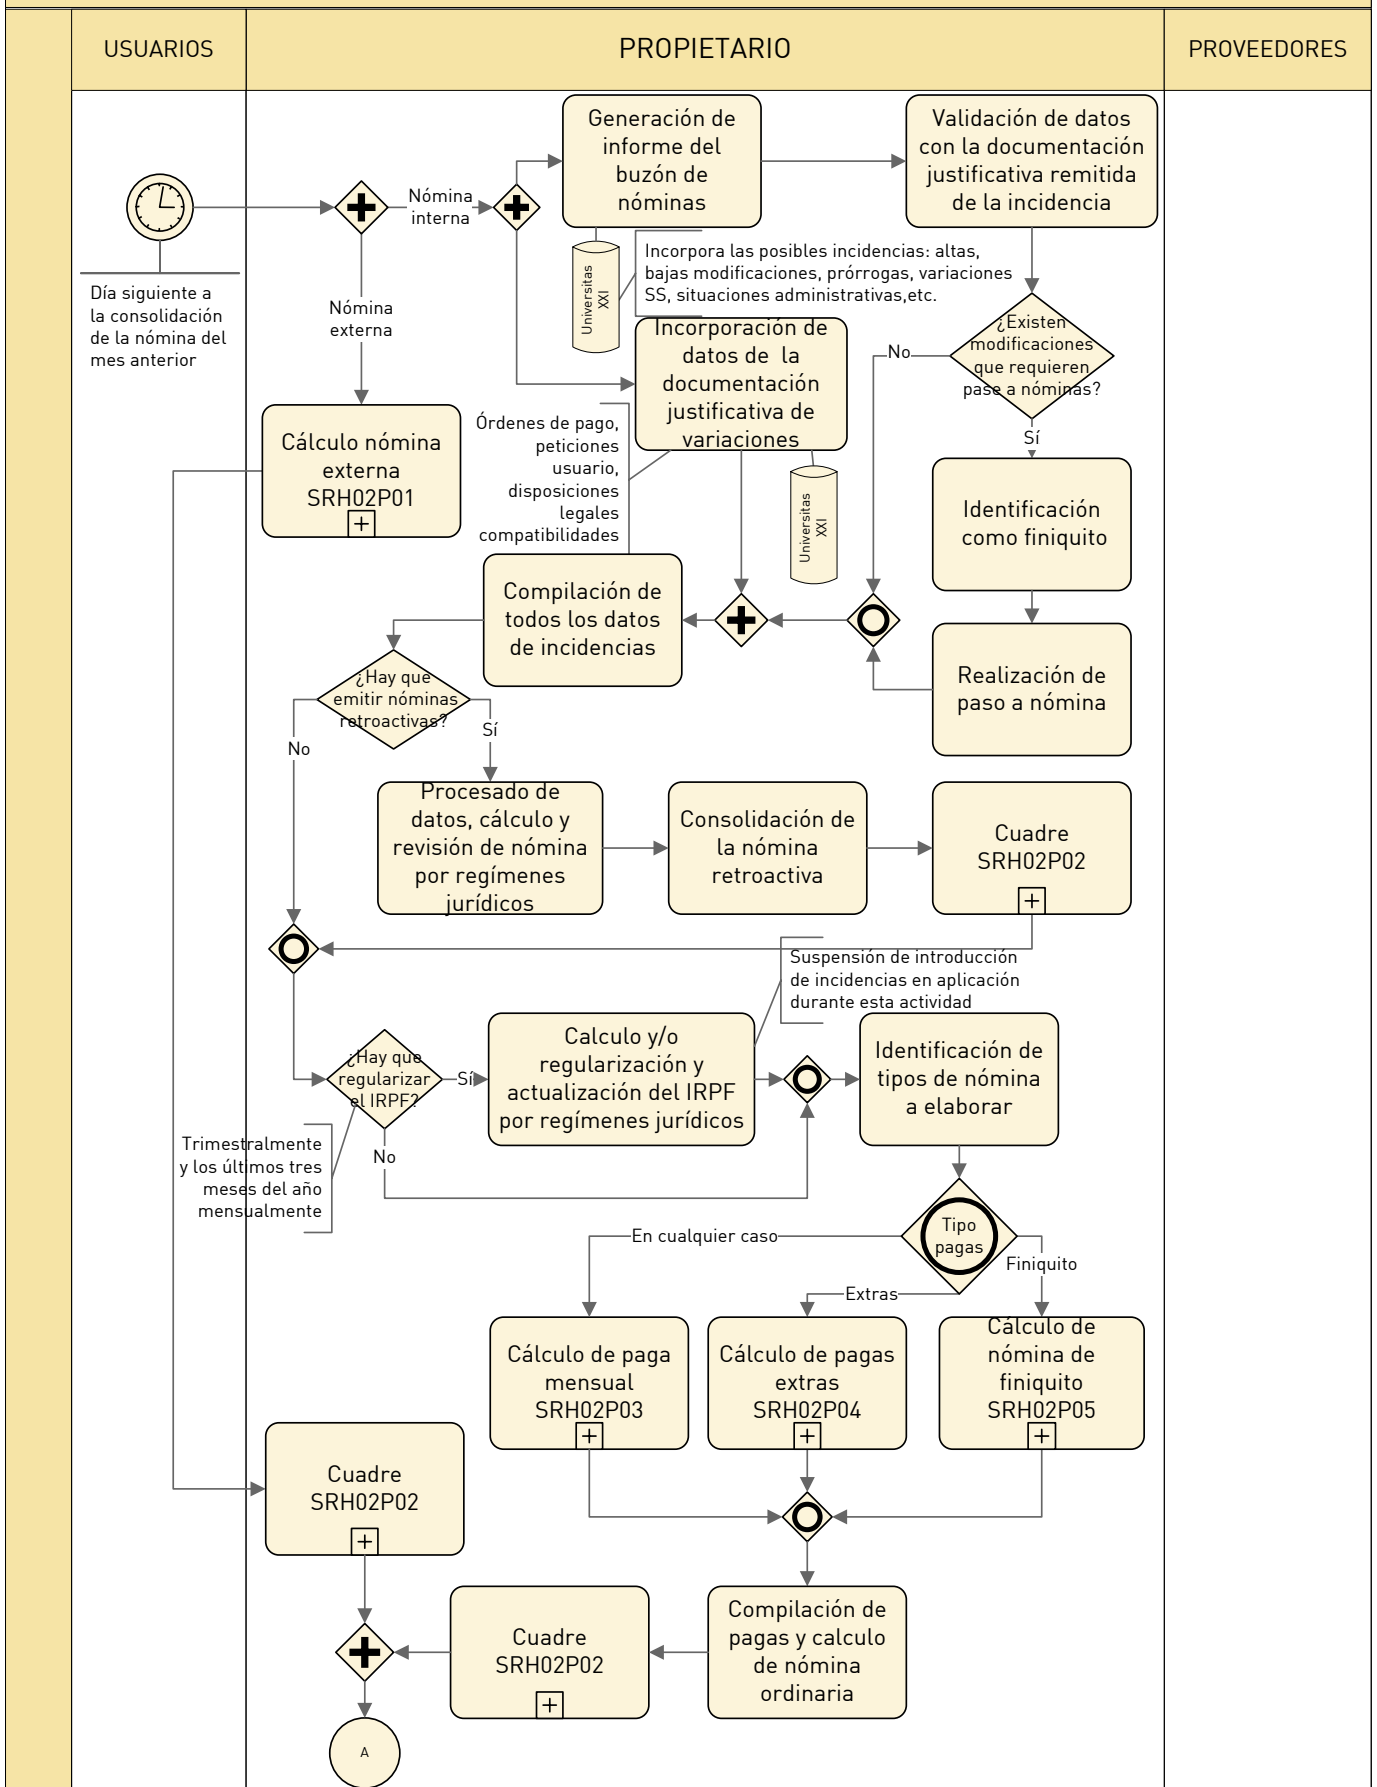 USUARIOS
PROPIETARIO
PROVEEDORES
Generación de
informe del
buzón de
nóminas
Validación de datos
con la documentación
justificativa remitida
de la incidencia
Nómina
interna
Día siguiente a
la consolidación
de la nómina del
mes anterior
Nómina
externa
Universitas
XXI
Incorpora las posibles incidencias: altas,
bajas modificaciones, prórrogas, variaciones
SS, situaciones administrativas,etc.
¿Existen
modificaciones
que requieren
pase a nóminas?
No
Sí
Incorporación de
datos de la
documentación
justificativa de
variaciones
Órdenes de pago,
peticiones
usuario,
disposiciones
legales
compatibilidades
Universitas
XXI
Cálculo nómina
externa
SRH02P01
Identificación
como finiquito
Compilación de
todos los datos
de incidencias
Realización de
paso a nómina
¿Hay que
emitir nóminas
retroactivas?
Sí
No
Procesado de
datos, cálculo y
revisión de nómina
por regímenes
jurídicos
Consolidación de
la nómina
retroactiva
Cuadre
SRH02P02
Suspensión de introducción
de incidencias en aplicación
durante esta actividad
¿Hay que
regularizar
el IRPF?
Sí
Calculo y/o
regularización y
actualización del IRPF
por regímenes jurídicos
Identificación de
tipos de nómina
a elaborar
Trimestralmente
y los últimos tres
meses del año
mensualmente
No
Tipo
pagas
En cualquier caso
Extras
Finiquito
Cálculo de paga
mensual
SRH02P03
Cálculo de pagas
extras
SRH02P04
Cálculo de
nómina de
finiquito
SRH02P05
Cuadre
SRH02P02
Cuadre
SRH02P02
Compilación de
pagas y calculo
de nómina
ordinaria
A